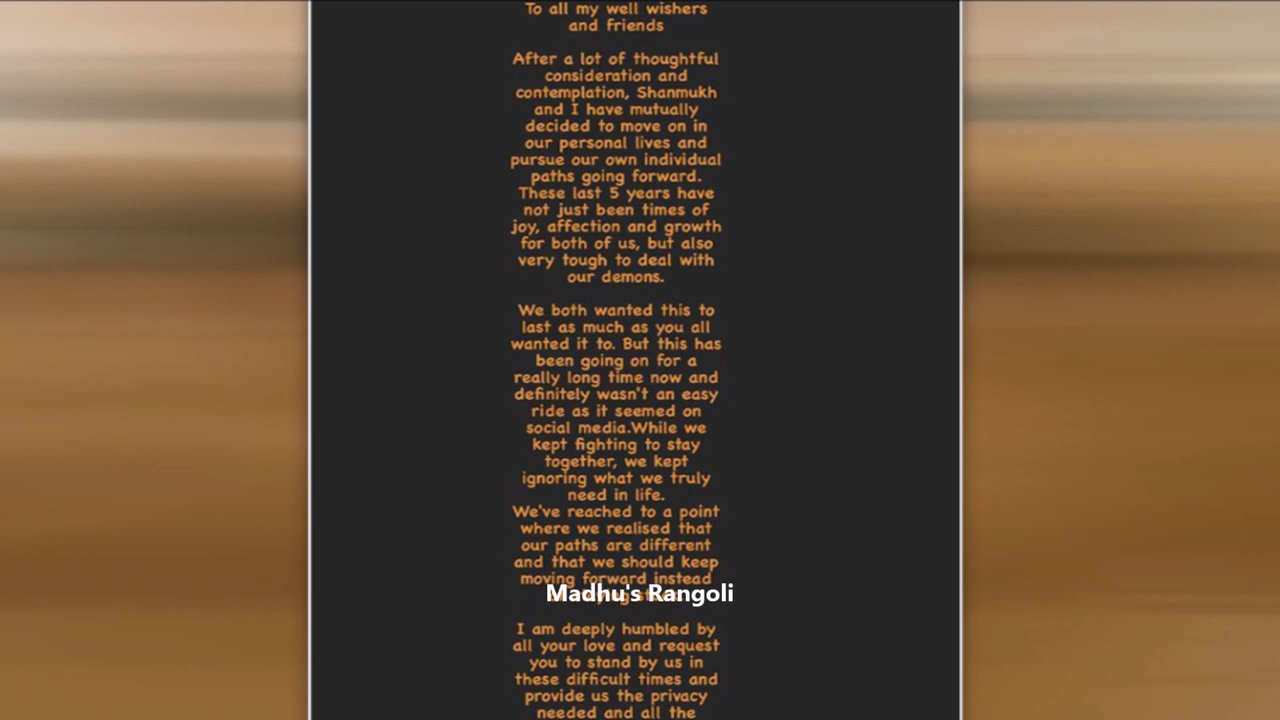 To all my well wishers
and friends
After a lot of thoughtful
consideration and
contemplation, Shanmukh
and I have mutually
decided to move on in
our personal lives and
pursue our own individual
paths going forward.
These last 5 years have
not just been times of
joy, affection and growth
for both of us, but also
very tough to deal with
our demons.
We both wanted this to
last as much as you all
wanted it to. But this has
been going on for a
really long time now and
definitely wasn't an easy
ride as it seemed on
social media.While we
kept fighting to stay
together, we kept
ignoring what we truly
need in life.
We've reached to a point
where we realised that
our paths are different
and that we should keep
moving forward instead
Madhu's Rangoli
I am deeply humbled by
all your love and request
you to stand by us in
these difficult times and
provide us the privacy
needed and all the